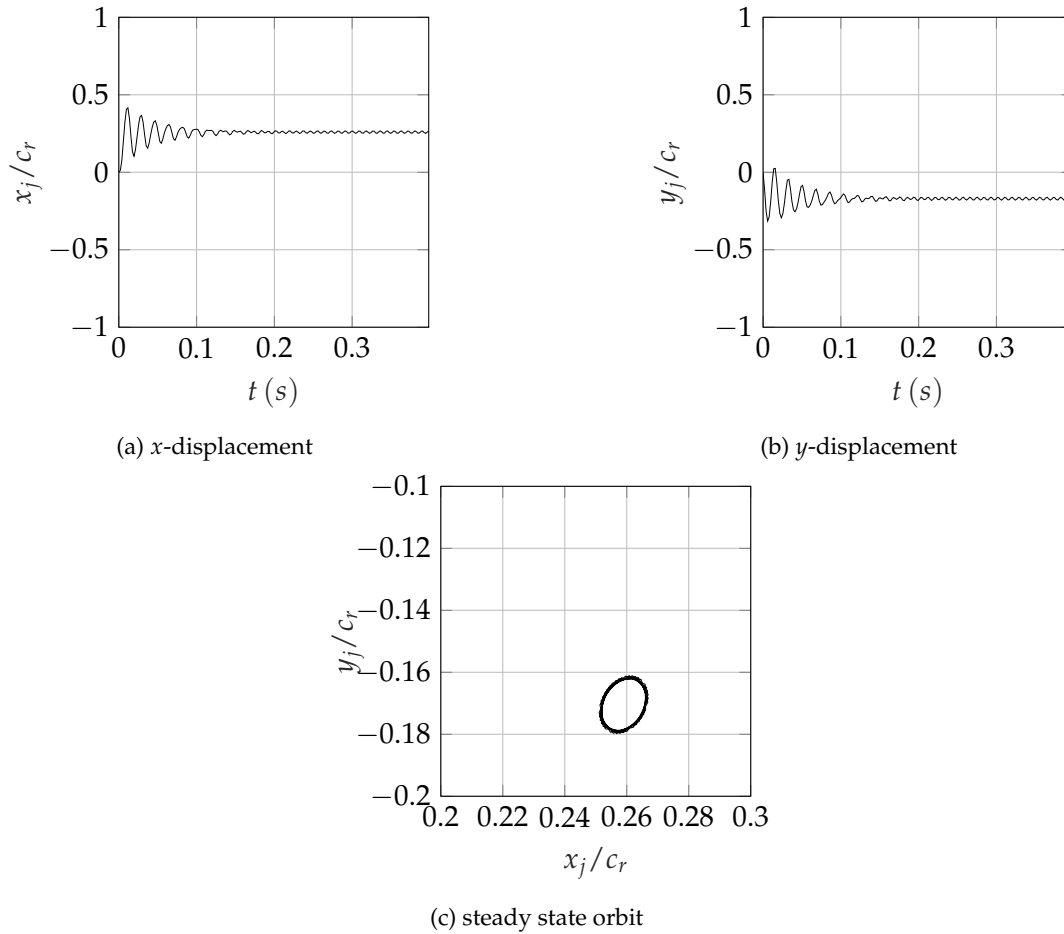 1
0.5
0
−0.5
−1
x_j/c_r
0 0.1 0.2 0.3
t (s)
(a) x-displacement
1
0.5
0
−0.5
−1
y_j/c_r
0 0.1 0.2 0.3
t (s)
(b) y-displacement
−0.1
−0.12
−0.14
−0.16
−0.18
−0.2
y_j/c_r
0.2 0.22 0.24 0.26 0.28 0.3
x_j/c_r
(c) steady state orbit